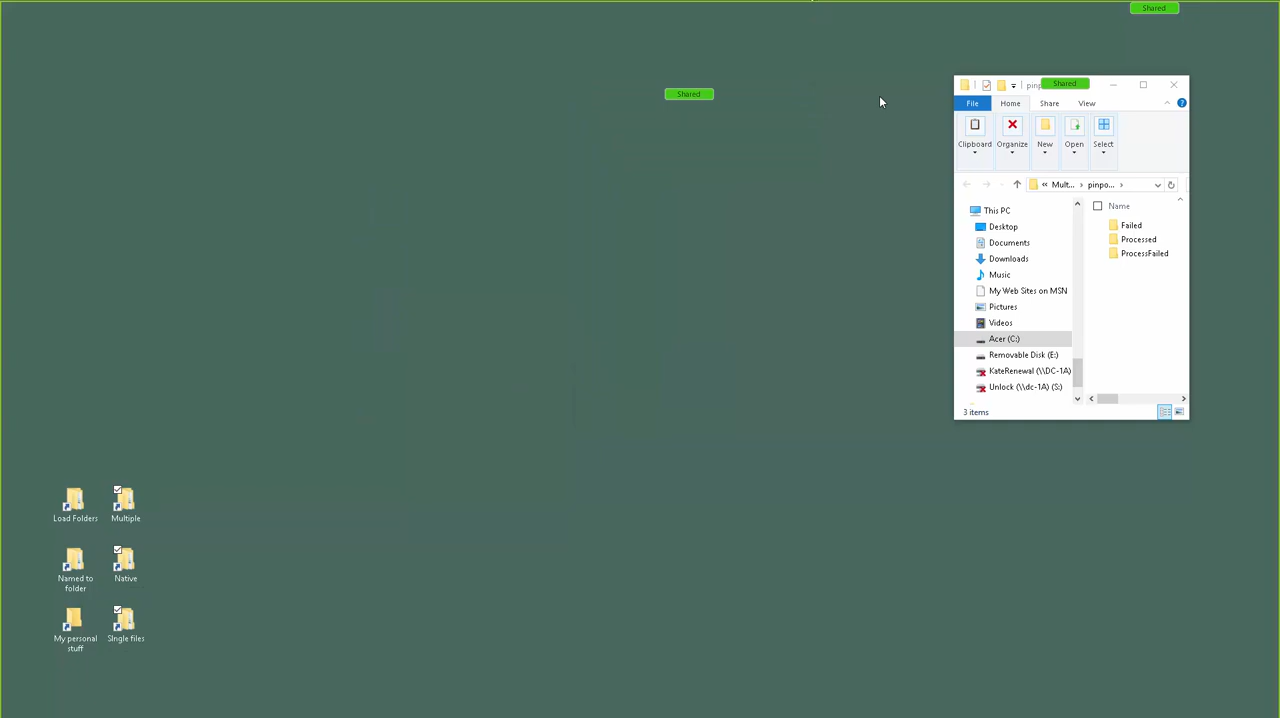 Shared
Shared
Shared
pinp
File
Home
Share
View
Clipboard
Organize
New
Open
Select
« Mult... › pinpo... ›
This PC
Desktop
Documents
Downloads
Music
My Web Sites on MSN
Pictures
Videos
Acer (C:)
Removable Disk (E:)
KateRenewal (\\DC-1A)
Unlock (\\dc-1A) (S:)
Name
Failed
Processed
ProcessFailed
3 items
Load Folders
Multiple
Named to
folder
Native
My personal
stuff
SIngle files